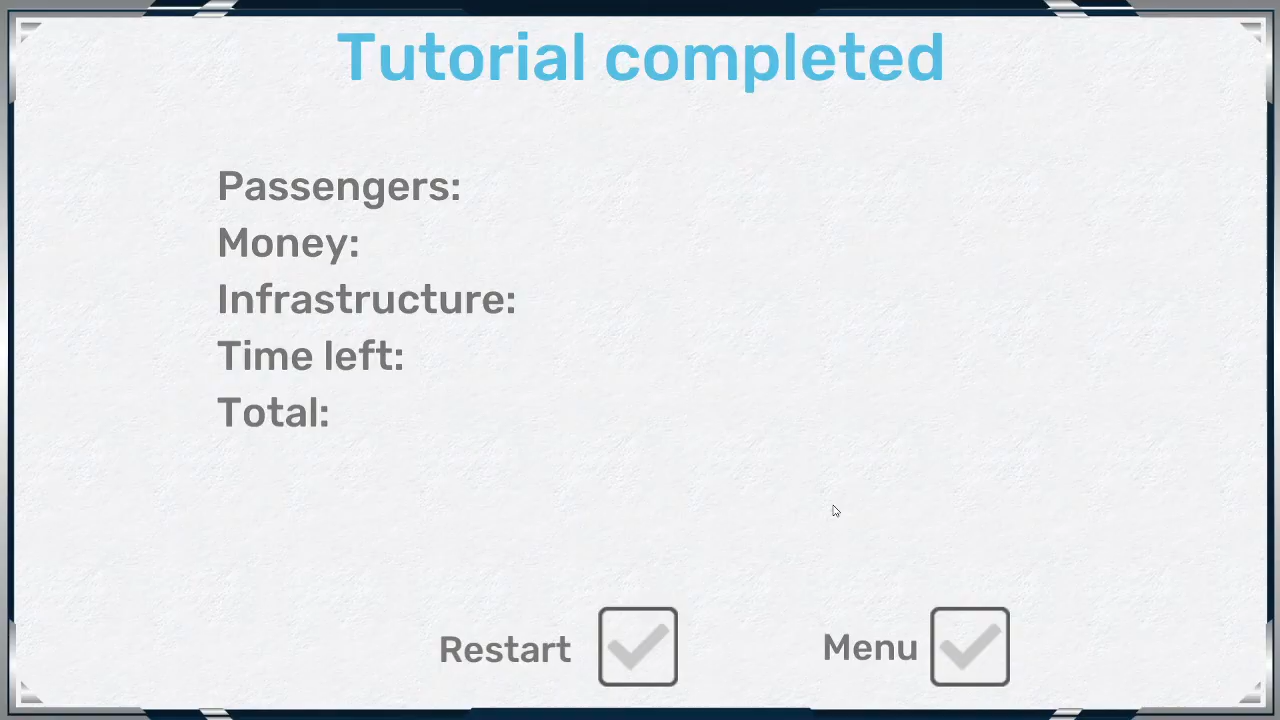 Tutorial completed
Passengers:
Money:
Infrastructure:
Time left:
Total:
Restart
Menu